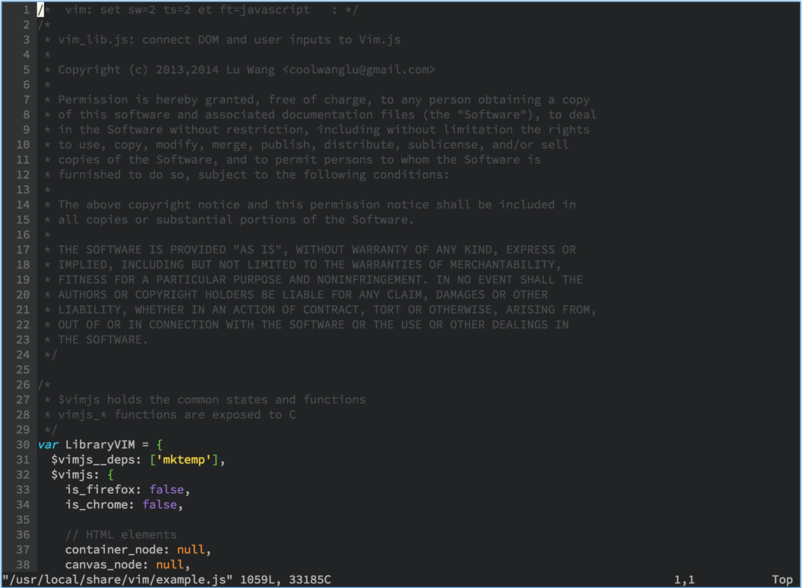 1 /*  vim: set sw=2 ts=2 et ft=javascript   : */
2 /*
3  * vim_lib.js: connect DOM and user inputs to Vim.js
4  *
5  * Copyright (c) 2013,2014 Lu Wang <coolwanglu@gmail.com>
6  *
7  * Permission is hereby granted, free of charge, to any person obtaining a copy
8  * of this software and associated documentation files (the "Software"), to deal
9  * in the Software without restriction, including without limitation the rights
10  * to use, copy, modify, merge, publish, distribute, sublicense, and/or sell
11  * copies of the Software, and to permit persons to whom the Software is
12  * furnished to do so, subject to the following conditions:
13  *
14  * The above copyright notice and this permission notice shall be included in
15  * all copies or substantial portions of the Software.
16  *
17  * THE SOFTWARE IS PROVIDED "AS IS", WITHOUT WARRANTY OF ANY KIND, EXPRESS OR
18  * IMPLIED, INCLUDING BUT NOT LIMITED TO THE WARRANTIES OF MERCHANTABILITY,
19  * FITNESS FOR A PARTICULAR PURPOSE AND NONINFRINGEMENT. IN NO EVENT SHALL THE
20  * AUTHORS OR COPYRIGHT HOLDERS BE LIABLE FOR ANY CLAIM, DAMAGES OR OTHER
21  * LIABILITY, WHETHER IN AN ACTION OF CONTRACT, TORT OR OTHERWISE, ARISING FROM,
22  * OUT OF OR IN CONNECTION WITH THE SOFTWARE OR THE USE OR OTHER DEALINGS IN
23  * THE SOFTWARE.
24  */
25
26 /*
27  * $vimjs holds the common states and functions
28  * vimjs_* functions are exposed to C
29  */
30 var LibraryVIM = {
31   $vimjs__deps: ['mktemp'],
32   $vimjs: {
33     is_firefox: false,
34     is_chrome: false,
35
36     // HTML elements
37     container_node: null,
38     canvas_node: null,
"/usr/local/share/vim/example.js" 1059L, 33185C 1,1 Top